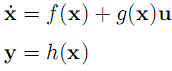 ẋ = f(x) + g(x)u
y = h(x)